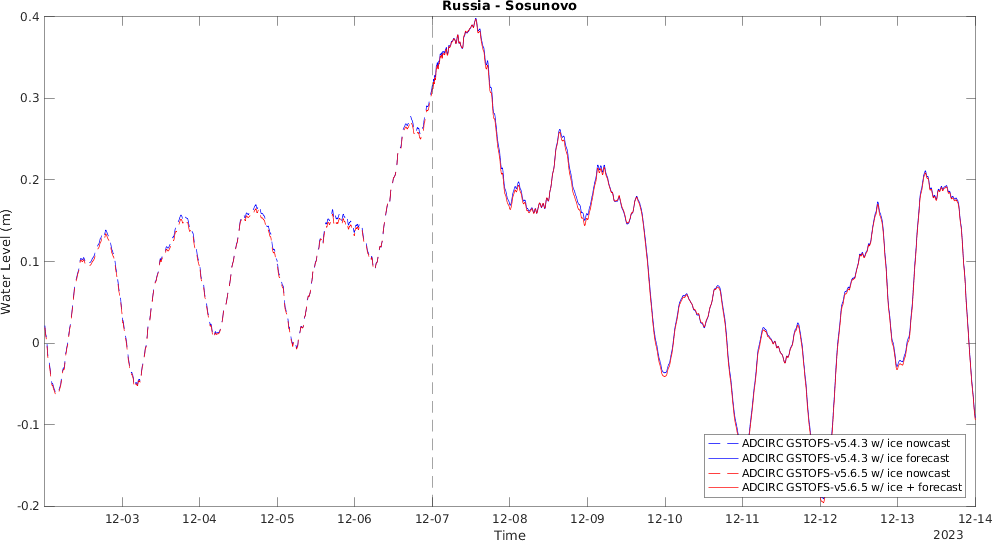 Russia - Sosunovo
0.4
0.3
0.2
0.1
0
-0.1
-0.2
Water Level (m)
ADCIRC GSTOFS-v5.4.3 w/ ice nowcast
ADCIRC GSTOFS-v5.4.3 w/ ice forecast
ADCIRC GSTOFS-v5.6.5 w/ ice nowcast
ADCIRC GSTOFS-v5.6.5 w/ ice + forecast
12-03 12-04 12-05 12-06 12-07 12-08 12-09 12-10 12-11 12-12 12-13 12-14
Time
2023